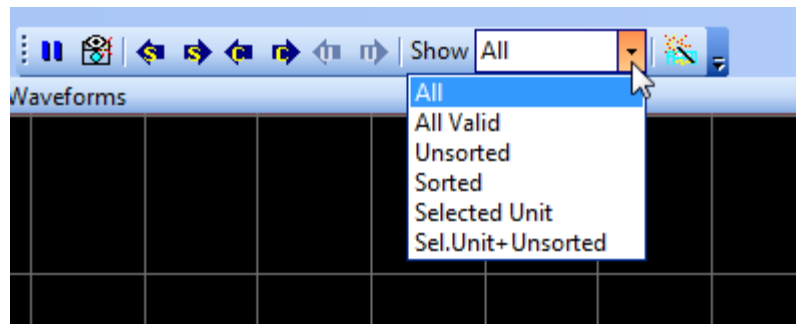 Show All
Waveforms
All
All Valid
Unsorted
Sorted
Selected Unit
Sel.Unit+Unsorted